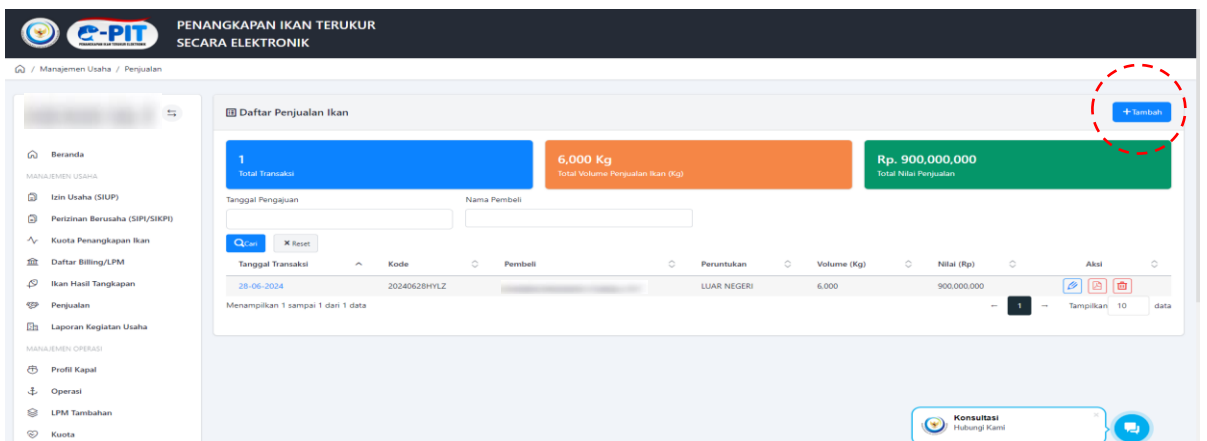 e-PIT
PENANGKAPAN IKAN TERUKUR
SECARA ELEKTRONIK
/ Manajemen Usaha / Penjualan
Daftar Penjualan Ikan
+ Tambah
Beranda
MANAJEMEN USAHA
Izin Usaha (SIUP)
Perizinan Berusaha (SIPI/SIKPI)
Kuota Penangkapan Ikan
Daftar Billing/LPM
Ikan Hasil Tangkapan
Penjualan
Laporan Kegiatan Usaha
MANAJEMEN OPERASI
Profil Kapal
Operasi
LPM Tambahan
Kuota
1
Total Transaksi
6,000 Kg
Total Volume Penjualan Ikan (Kg)
Rp. 900,000,000
Total Nilai Penjualan
Tanggal Pengajuan Nama Pembeli
Cari × Reset
Tanggal Transaksi Kode Pembeli Peruntukan Volume (Kg) Nilai (Rp) Aksi
28-06-2024 20240628HYLZ LUAR NEGERI 6.000 900.000.000
Menampilkan 1 sampai 1 dari 1 data ← 1 → Tampilkan 10 data
Konsultasi ×
Hubungi Kami